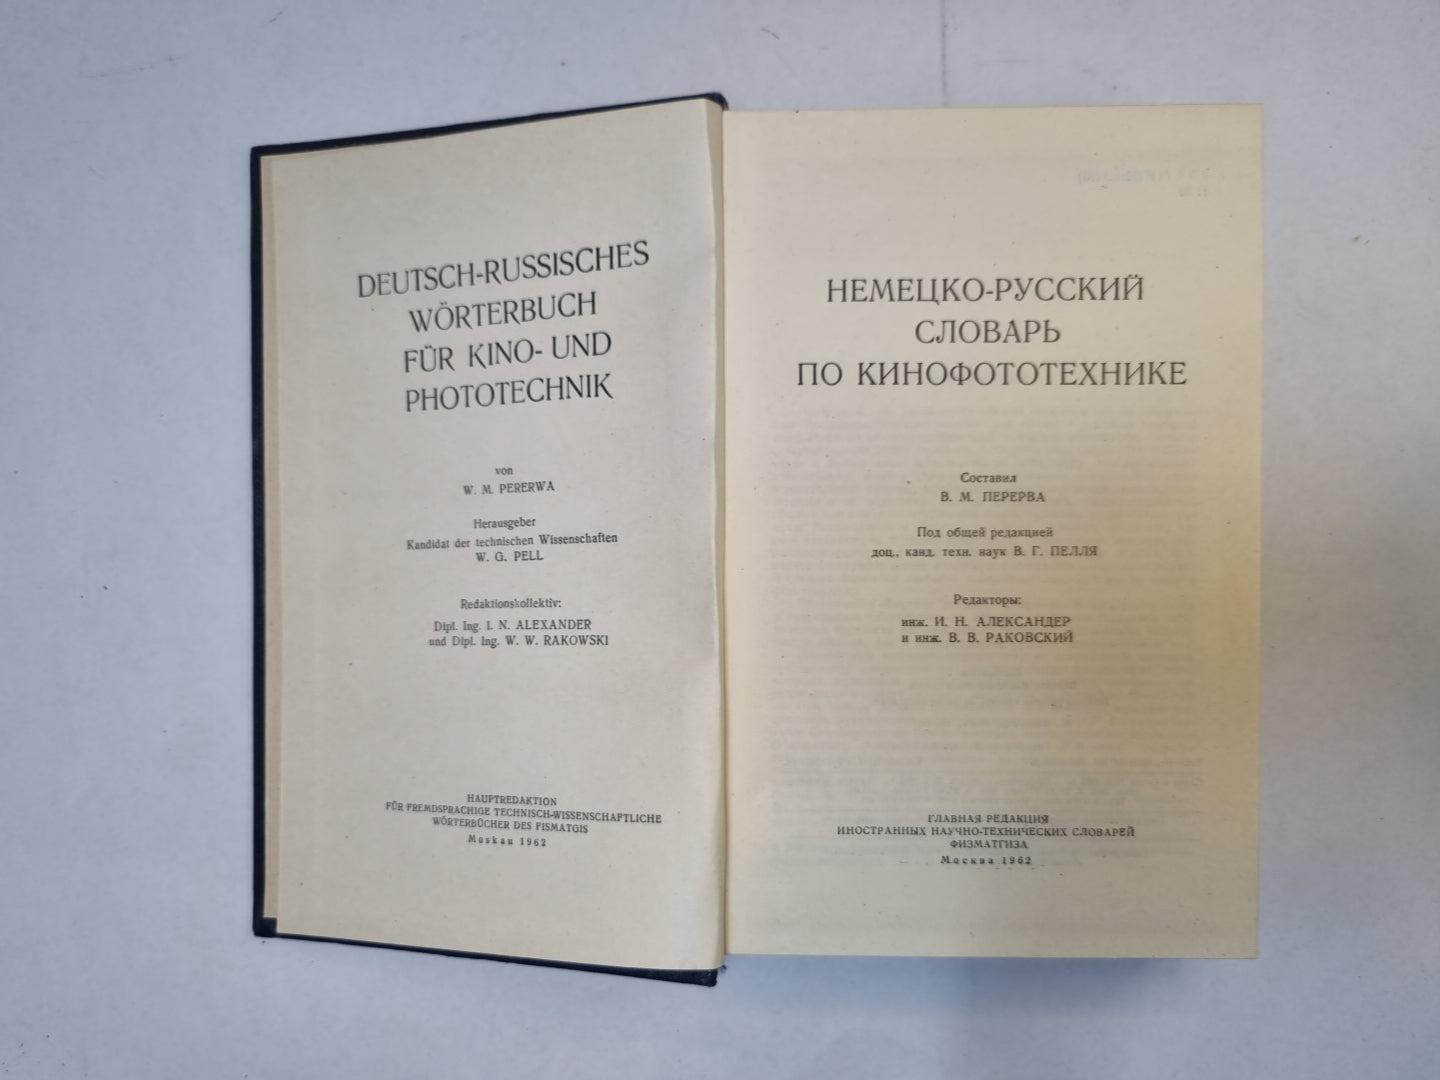 DEUTSCH-RUSSISCHES
WÖRTERBUCH
FÜR KINO- UND
PHOTOTECHNIK
von
W. M. PERERWA
Herausgeber
Kandidat der technischen Wissenschaften
W. G. PELL
Redaktionskollektiv:
Dipl. Ing. I. N. ALEXANDER
und Dipl. Ing. W. W. RAKOWSKI
HAUPTREDAKTION
FÜR FREMDSPRACHIGE TECHNISCH-WISSENSCHAFTLICHE
WÖRTERBÜCHER DES FISMATGIS
Moskau 1962
НЕМЕЦКО-РУССКИЙ
СЛОВАРЬ
ПО КИНОФОТОТЕХНИКЕ
Составил
В. М. ПЕРЕРВА
Под общей редакцией
доц., канд. техн. наук В. Г. ПЕЛЛЯ
Редакторы:
инж. И. Н. АЛЕКСАНДЕР
и инж. В. В. РАКОВСКИЙ
ГЛАВНАЯ РЕДАКЦИЯ
ИНОСТРАННЫХ НАУЧНО-ТЕХНИЧЕСКИХ СЛОВАРЕЙ
ФИЗМАТГИЗА
Москва 1962